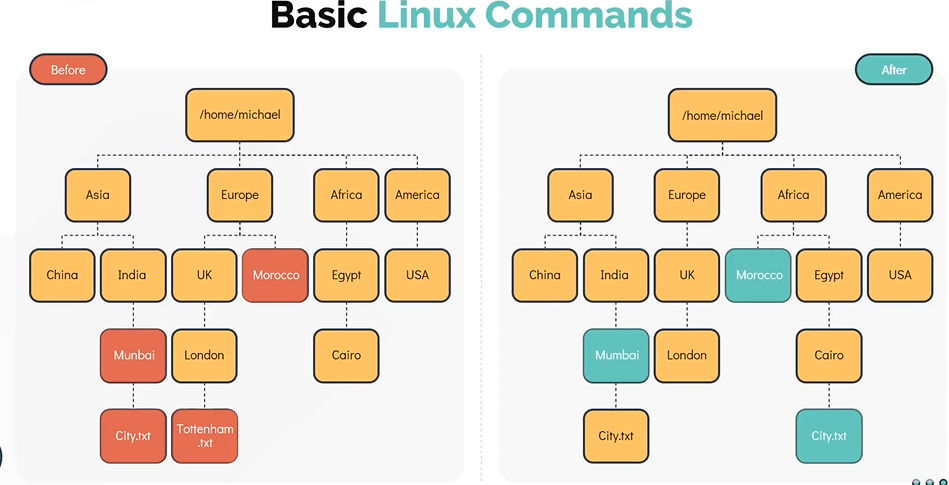 Basic Linux Commands
Before
/home/michael
Asia
Europe
Africa
America
China
India
UK
Morocco
Egypt
USA
Munbai
London
Cairo
City.txt
Tottenham
.txt
After
/home/michael
Asia
Europe
Africa
America
China
India
UK
Morocco
Egypt
USA
Mumbai
London
Cairo
City.txt
City.txt